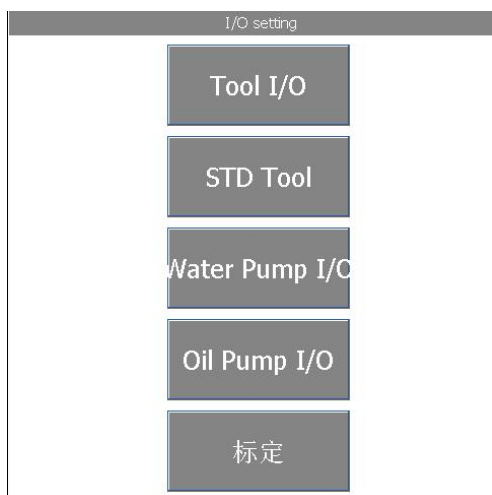 I/O setting
Tool I/O
STD Tool
Water Pump I/O
Oil Pump I/O
标定